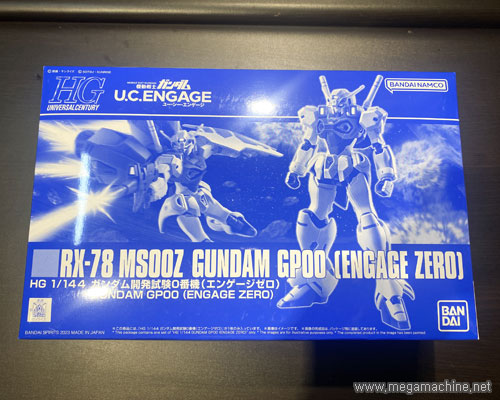 HG
UNIVERSAL CENTURY
機動戦士ガンダム
U.C.ENGAGE
ユー・シー・エンゲージ
BANDAI NAMCO
RX-78 MS00Z GUNDAM GP00 (ENGAGE ZERO)
HG 1/144 ガンダム開発試験0番機(エンゲージゼロ)
GUNDAM GP00 (ENGAGE ZERO)
BAN
DAI
BANDAI SPIRITS 2023 MADE IN JAPAN
www.megamachine.net